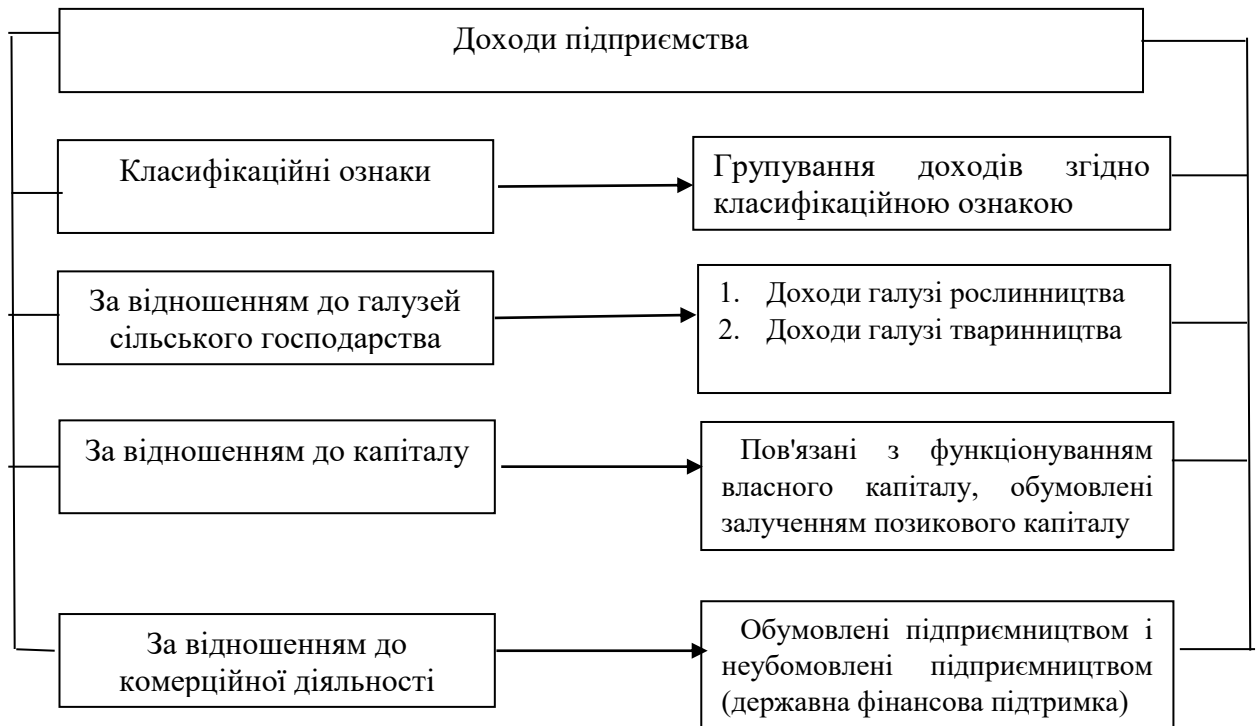 Доходи підприємства
Класифікаційні ознаки
Групування доходів згідно
класифікаційною ознакою
За відношенням до галузей
сільського господарства
1. Доходи галузі рослинництва
2. Доходи галузі тваринництва
За відношенням до капіталу
Пов'язані з функціонуванням
власного капіталу, обумовлені
залученням позикового капіталу
За відношенням до
комерційної діяльності
Обумовлені підприємництвом і
неубомовлені підприємництвом
(державна фінансова підтримка)